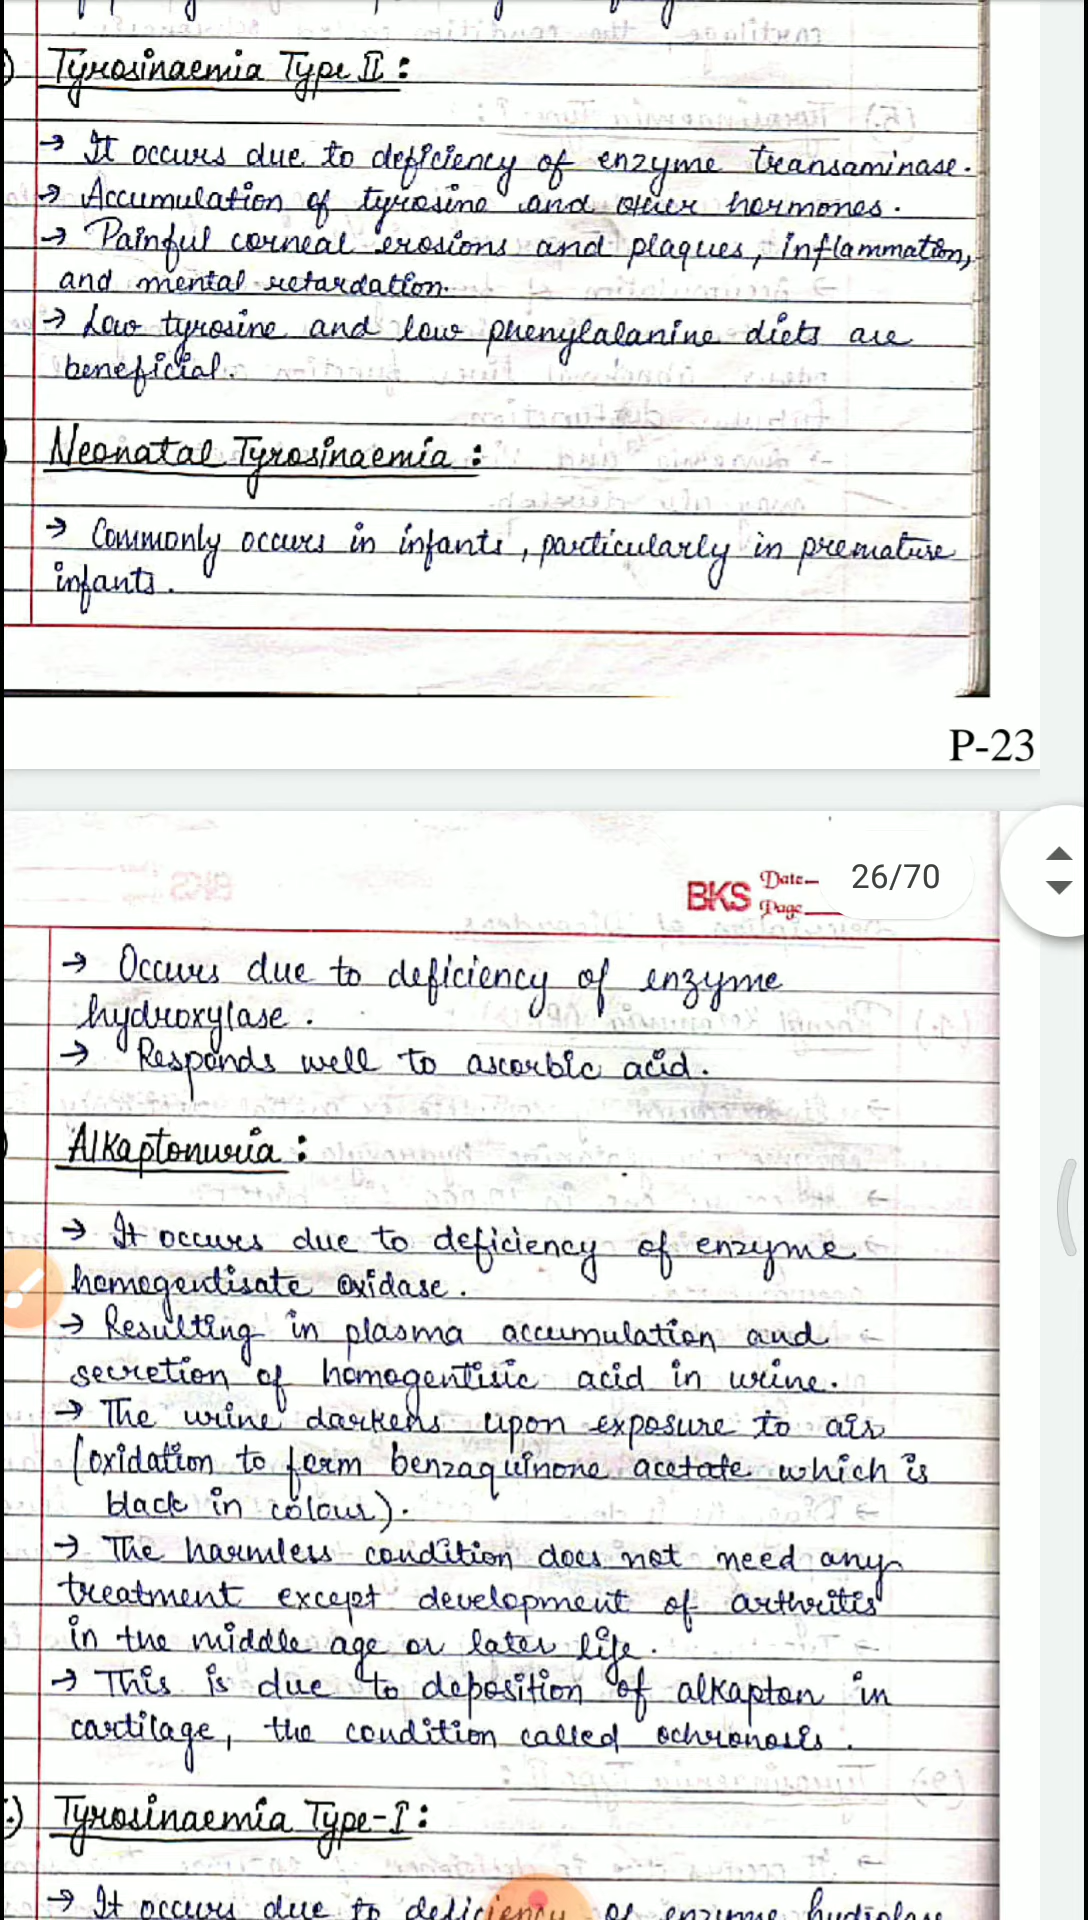 Tyrosinaemia Type II :
→ It occurs due to deficiency of enzyme transaminase.
→ Accumulation of tyrosine and other hormones.
→ Painful corneal erosions and plaques, inflammation,
and mental retardation.
→ Low tyrosine and low phenylalanine diets are
beneficial.
Neonatal Tyrosinaemia :
→ Commonly occurs in infants, particularly in premature
infants.
P-23
BKS Date
Page
26/70
→ Occurs due to deficiency of enzyme
hydroxylase.
→ Responds well to ascorbic acid.
Alkaptonuria :
→ It occurs due to deficiency of enzyme
homogentisate oxidase.
→ Resulting in plasma accumulation and
secretion of homogentisic acid in urine.
→ The urine darkens upon exposure to air
(oxidation to form benzaquinone acetate which is
black in colour).
→ The harmless condition does not need any
treatment except development of arthritis
in the middle age or later life.
→ This is due to deposition of alkapton in
cartilage, the condition called ochronosis.
Tyrosinaemia Type-I :
→ It occurs due to deficiency of enzyme